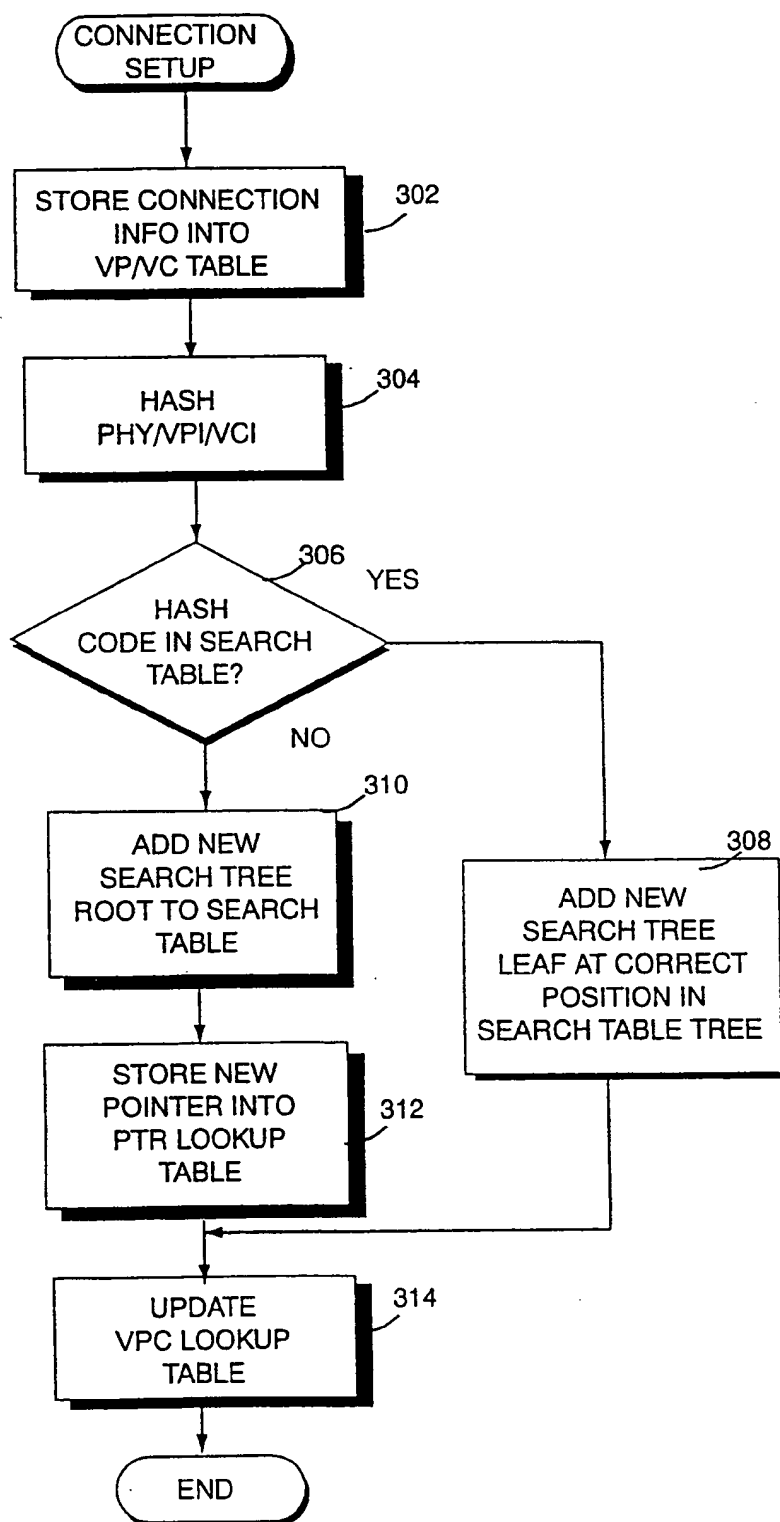 CONNECTION
SETUP
STORE CONNECTION
INFO INTO
VP/VC TABLE
302
HASH
PHY/VPI/VCI
304
306
YES
HASH
CODE IN SEARCH
TABLE?
NO
310
ADD NEW
SEARCH TREE
ROOT TO SEARCH
TABLE
308
ADD NEW
SEARCH TREE
LEAF AT CORRECT
POSITION IN
SEARCH TABLE TREE
STORE NEW
POINTER INTO
PTR LOOKUP
TABLE
312
UPDATE
VPC LOOKUP
TABLE
314
END